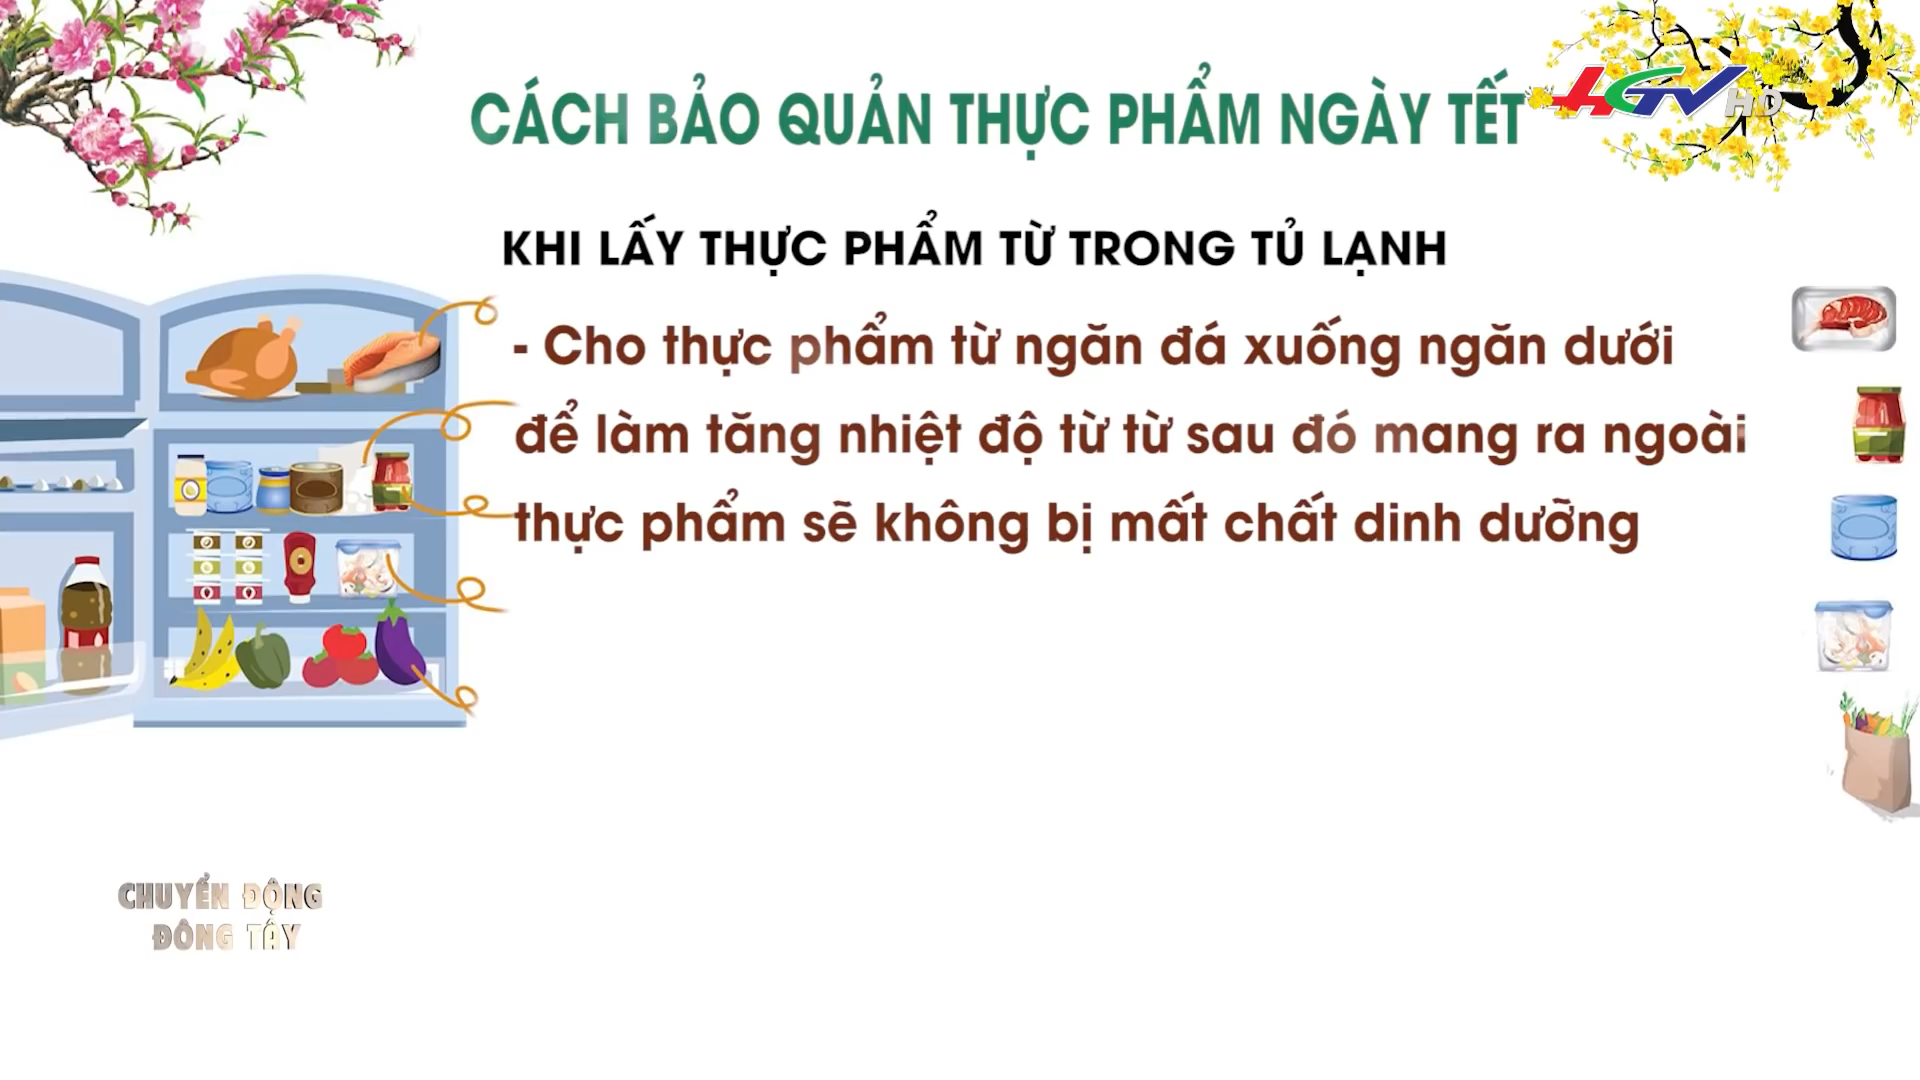 CÁCH BẢO QUẢN THỰC PHẨM NGÀY TẾT
HGV HD
KHI LẤY THỰC PHẨM TỪ TRONG TỦ LẠNH
- Cho thực phẩm từ ngăn đá xuống ngăn dưới
để làm tăng nhiệt độ từ từ sau đó mang ra ngoài
thực phẩm sẽ không bị mất chất dinh dưỡng
CHUYỂN ĐỘNG
ĐÔNG TÂY